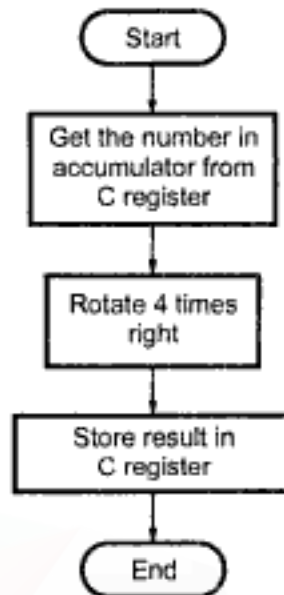 Start
Get the number in
accumulator from
C register
Rotate 4 times
right
Store result in
C register
End